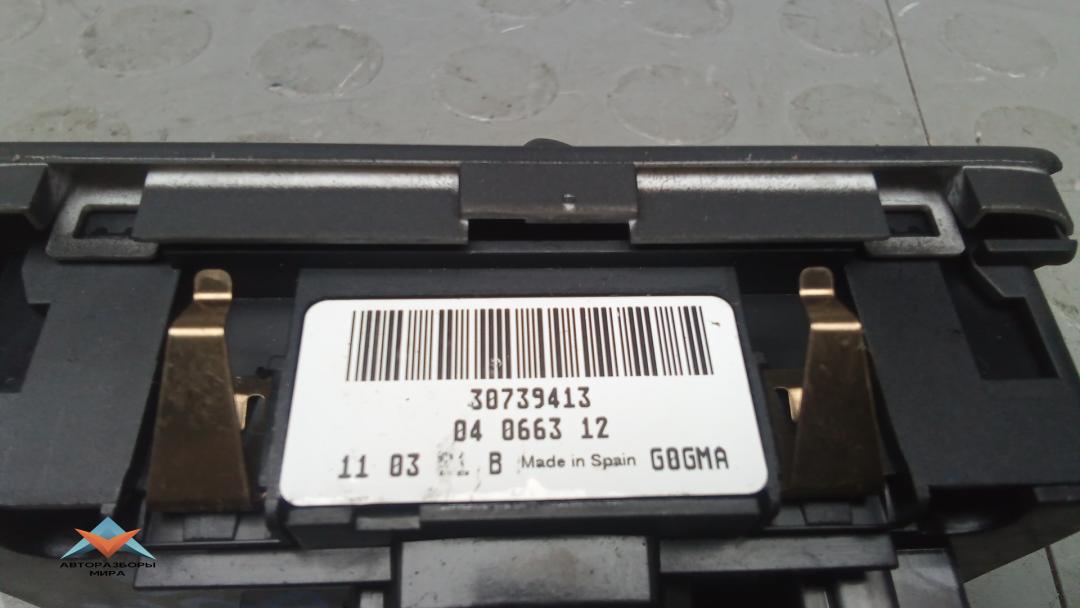 30739413
04 0663 12
11 03 B Made in Spain G0GMA
АВТОРАЗБОРЫ
МИРА